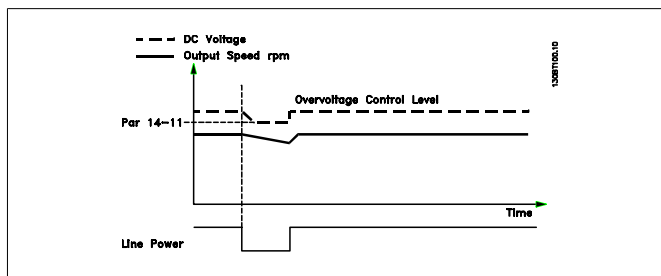 DC Voltage
Output Speed rpm
130BT100.10
Overvoltage Control Level
Par 14-11
Time
Line Power